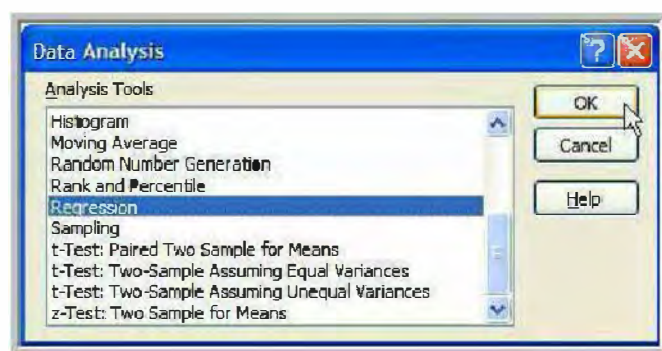 Data Analysis
Analysis Tools
Histogram
Moving Average
Random Number Generation
Rank and Percentile
Regression
Sampling
t-Test: Paired Two Sample for Means
t-Test: Two-Sample Assuming Equal Variances
t-Test: Two-Sample Assuming Unequal Variances
z-Test: Two Sample for Means
OK
Cancel
Help